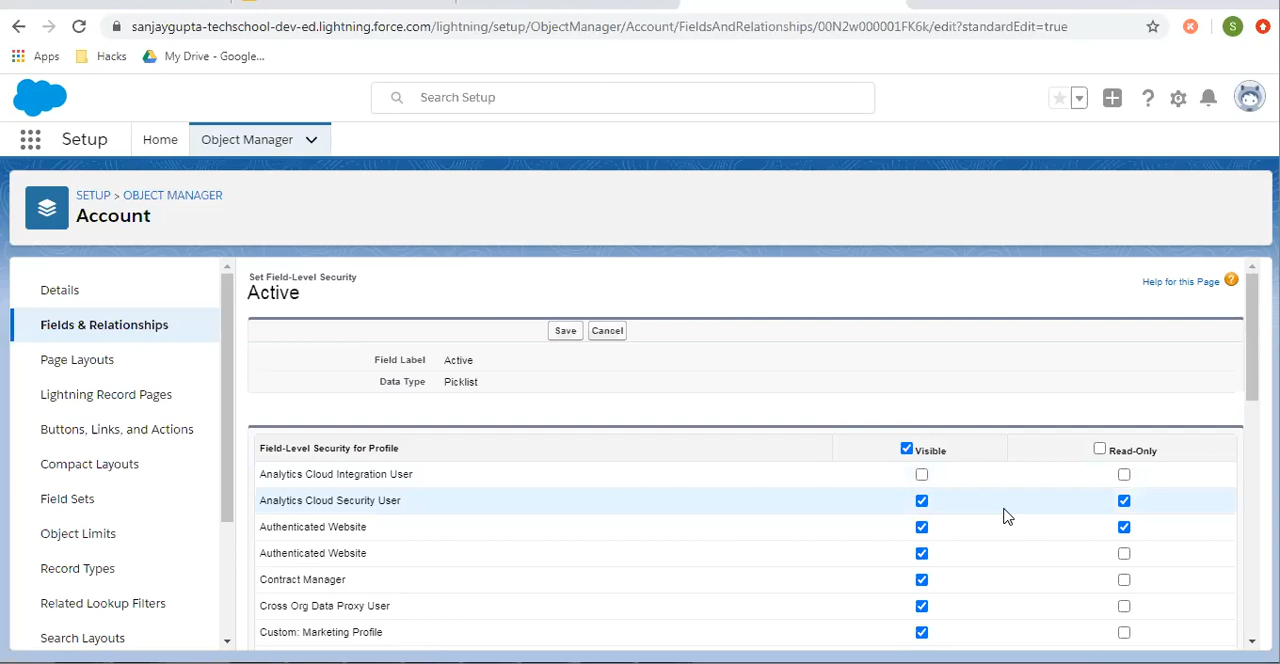 sanjaygupta-techschool-dev-ed.lightning.force.com/lightning/setup/ObjectManager/Account/FieldsAndRelationships/00N2w000001FK6k/edit?standardEdit=true
S
Apps Hacks My Drive - Google...
Search Setup
Setup Home Object Manager
SETUP > OBJECT MANAGER
Account
Details
Fields & Relationships
Page Layouts
Lightning Record Pages
Buttons, Links, and Actions
Compact Layouts
Field Sets
Object Limits
Record Types
Related Lookup Filters
Search Layouts
Set Field-Level Security
Active
Help for this Page ?
Save Cancel
Field Label Active
Data Type Picklist
Field-Level Security for Profile Visible Read-Only
Analytics Cloud Integration User
Analytics Cloud Security User
Authenticated Website
Authenticated Website
Contract Manager
Cross Org Data Proxy User
Custom: Marketing Profile